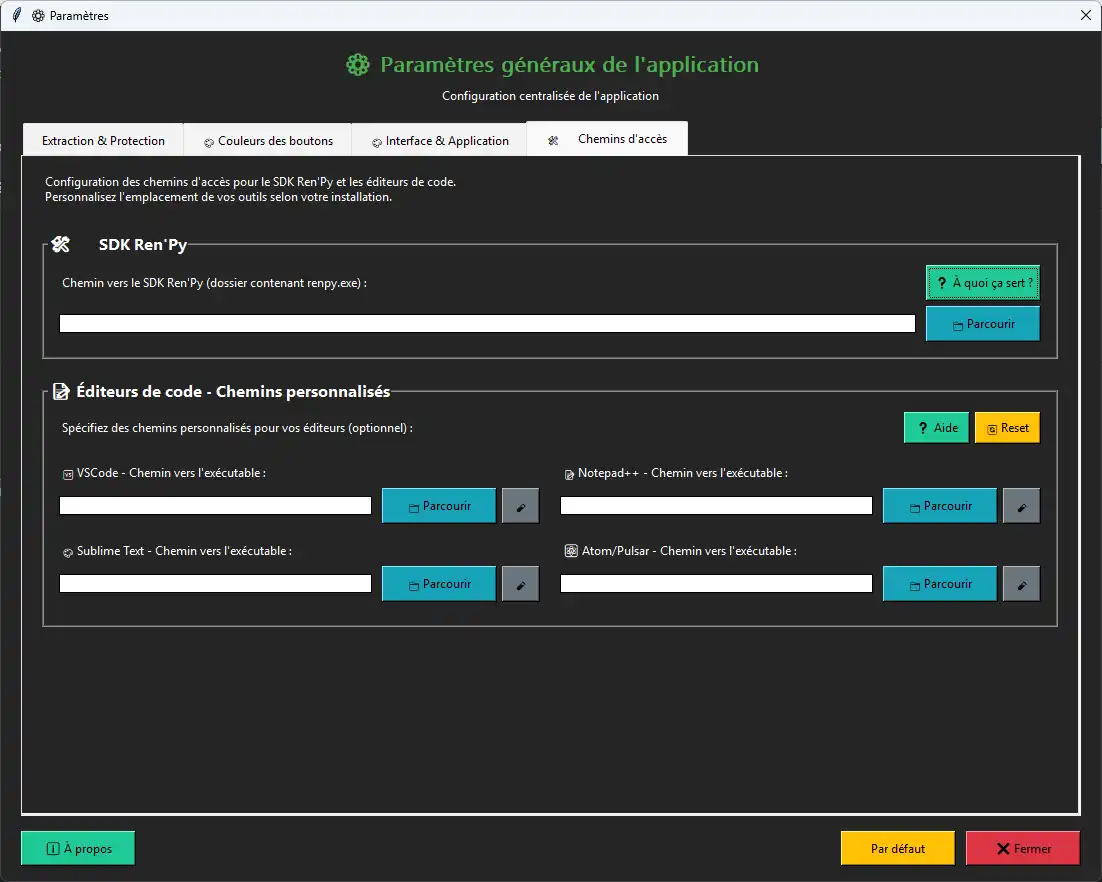 Paramètres
Paramètres généraux de l'application
Configuration centralisée de l'application
Extraction & Protection
Couleurs des boutons
Interface & Application
Chemins d'accès
Configuration des chemins d'accès pour le SDK Ren'Py et les éditeurs de code.
Personnalisez l'emplacement de vos outils selon votre installation.
SDK Ren'Py
Chemin vers le SDK Ren'Py (dossier contenant renpy.exe) :
? À quoi ça sert ?
Parcourir
Éditeurs de code - Chemins personnalisés
Spécifiez des chemins personnalisés pour vos éditeurs (optionnel) :
? Aide
Reset
VSCode - Chemin vers l'exécutable :
Notepad++ - Chemin vers l'exécutable :
Parcourir
Parcourir
Sublime Text - Chemin vers l'exécutable :
Atom/Pulsar - Chemin vers l'exécutable :
Parcourir
Parcourir
À propos
Par défaut
Fermer